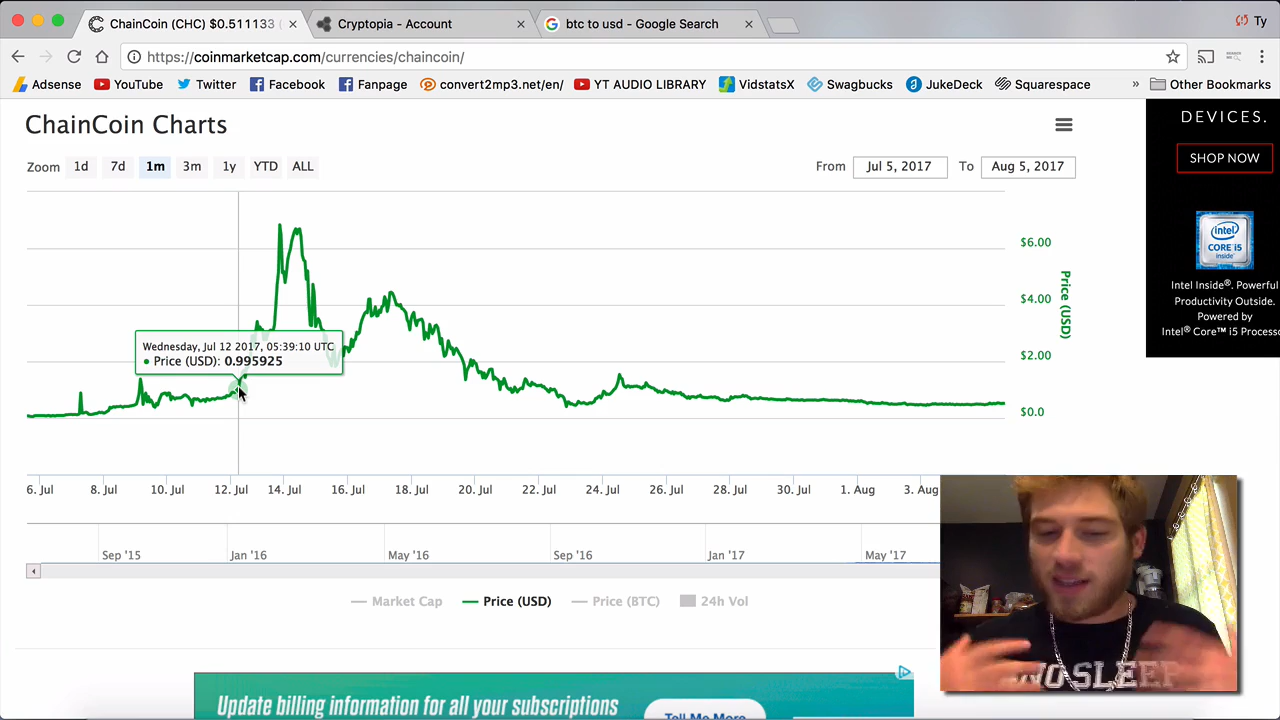 ChainCoin (CHC) $0.511133 (
Cryptopia - Account
btc to usd - Google Search
Ty
https://coinmarketcap.com/currencies/chaincoin/
Adsense
YouTube
Twitter
Facebook
Fanpage
convert2mp3.net/en/
YT AUDIO LIBRARY
VidstatsX
Swagbucks
JukeDeck
Squarespace
»
Other Bookmarks
ChainCoin Charts
Zoom 1d 7d 1m 3m 1y YTD ALL
From Jul 5, 2017 To Aug 5, 2017
$6.00
$4.00
$2.00
$0.0
Price (USD)
Wednesday, Jul 12 2017, 05:39:10 UTC
● Price (USD): 0.995925
6. Jul 8. Jul 10. Jul 12. Jul 14. Jul 16. Jul 18. Jul 20. Jul 22. Jul 24. Jul 26. Jul 28. Jul 30. Jul 1. Aug 3. Aug
Sep '15 Jan '16 May '16 Sep '16 Jan '17 May '17
Market Cap Price (USD) Price (BTC) 24h Vol
DEVICES.
SHOP NOW
intel
CORE i5
inside™
Intel Inside®. Powerful
Productivity Outside.
Powered by
Intel® Core™ i5 Process
Update billing information for all your subscriptions
Tell Me More
NO SLEEP